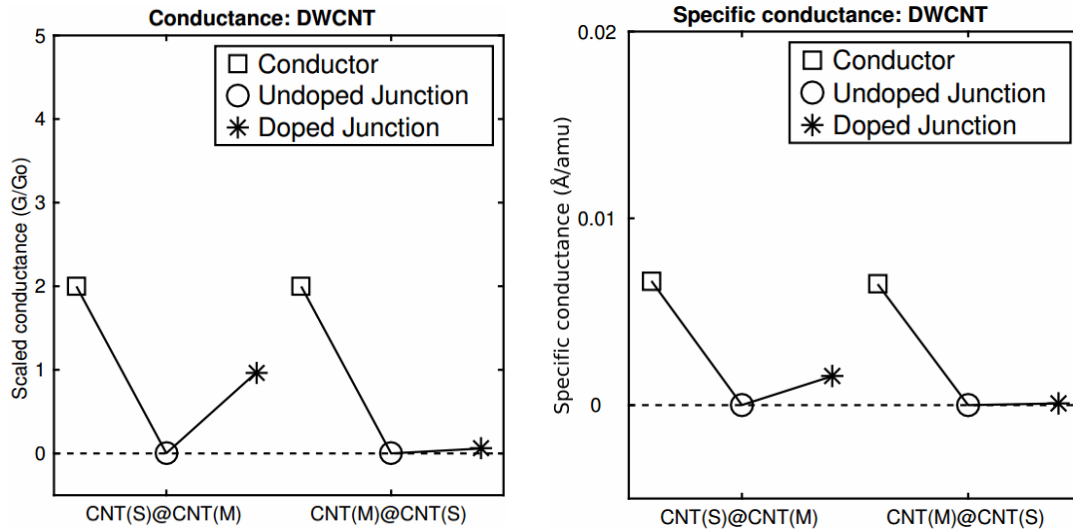 Conductance: DWCNT
5
4
3
2
1
0
Scaled conductance (G/Go)
Conductor
Undoped Junction
Doped Junction
CNT(S)@CNT(M)
CNT(M)@CNT(S)
Specific conductance: DWCNT
0.02
0.01
0
Specific conductance (Å/amu)
Conductor
Undoped Junction
Doped Junction
CNT(S)@CNT(M)
CNT(M)@CNT(S)